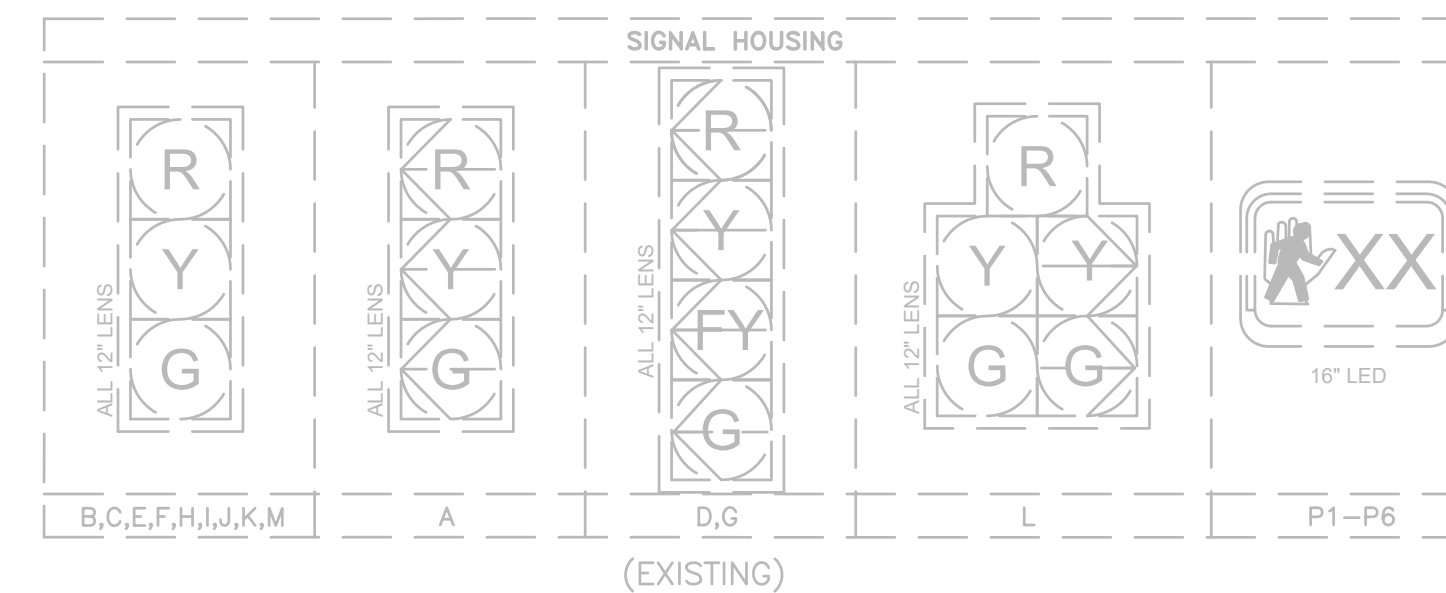 SIGNAL HOUSING
R
Y
G
ALL 12" LENS
R
Y
G
ALL 12" LENS
R
Y
FY
G
ALL 12" LENS
R
Y Y
G G
ALL 12" LENS
XX
16" LED
B,C,E,F,H,I,J,K,M
A
D,G
L
P1-P6
(EXISTING)